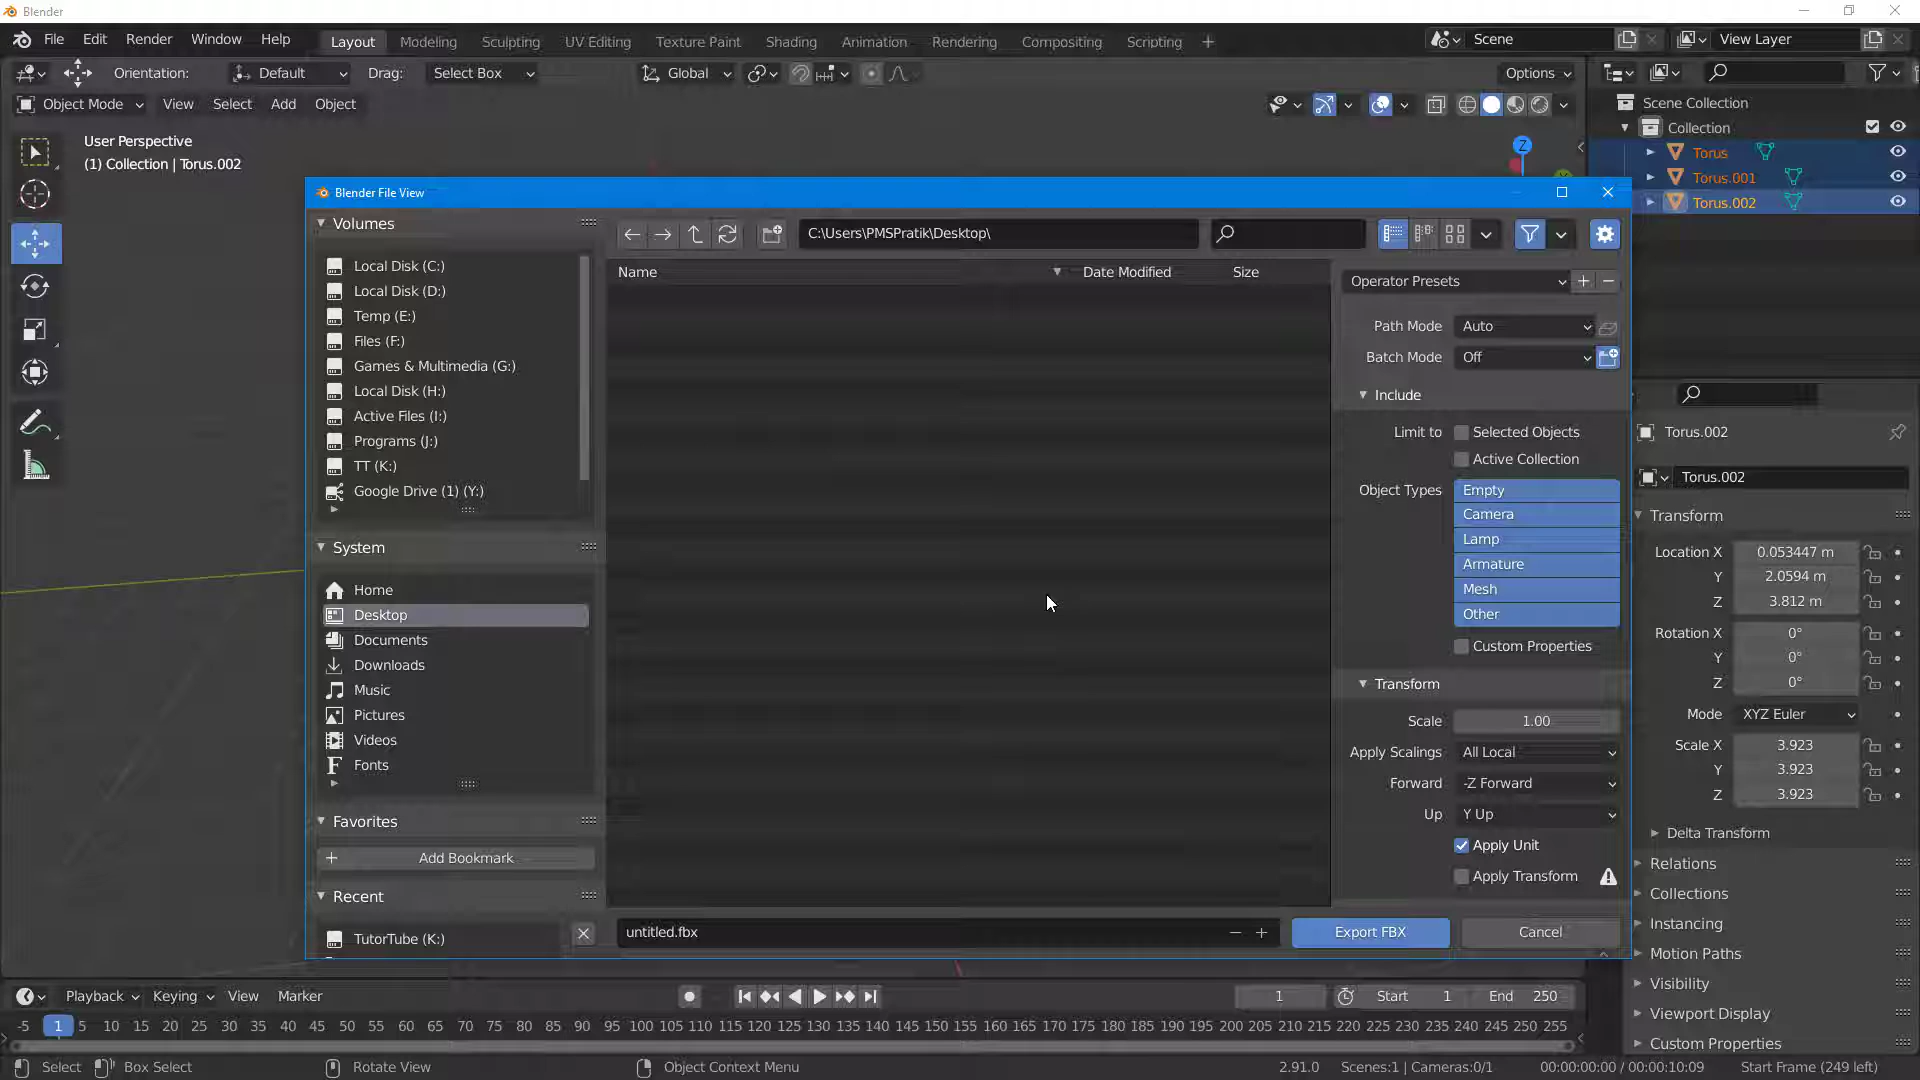 Blender
File Edit Render Window Help Layout Modeling Sculpting UV Editing Texture Paint Shading Animation Rendering Compositing Scripting + Scene View Layer
Orientation: Default Drag: Select Box Global Options
Object Mode View Select Add Object
User Perspective
(1) Collection | Torus.002
Z
Scene Collection
Collection
Torus
Torus.001
Torus.002
Blender File View
Volumes
Local Disk (C:)
Local Disk (D:)
Temp (E:)
Files (F:)
Games & Multimedia (G:)
Local Disk (H:)
Active Files (I:)
Programs (J:)
TT (K:)
Google Drive (1) (Y:)
System
Home
Desktop
Documents
Downloads
Music
Pictures
Videos
Fonts
Favorites
Add Bookmark
Recent
TutorTube (K:)
C:\Users\PMSPratik\Desktop\
Name Date Modified Size
untitled.fbx
Export FBX Cancel
Operator Presets
Path Mode Auto
Batch Mode Off
Include
Limit to Selected Objects
Active Collection
Object Types Empty
Camera
Lamp
Armature
Mesh
Other
Custom Properties
Transform
Scale 1.00
Apply Scalings All Local
Forward -Z Forward
Up Y Up
Apply Unit
Apply Transform
Torus.002
Torus.002
Transform
Location X 0.053447 m
Y 2.0594 m
Z 3.812 m
Rotation X 0°
Y 0°
Z 0°
Mode XYZ Euler
Scale X 3.923
Y 3.923
Z 3.923
Delta Transform
Relations
Collections
Instancing
Motion Paths
Visibility
Viewport Display
Custom Properties
Playback Keying View Marker 1 Start 1 End 250
-5 1 5 10 15 20 25 30 35 40 45 50 55 60 65 70 75 80 85 90 95 100 105 110 115 120 125 130 135 140 145 150 155 160 165 170 175 180 185 190 195 200 205 210 215 220 225 230 235 240 245 250 255
Select Box Select Rotate View Object Context Menu 2.91.0 Scenes:1 | Cameras:0/1 00:00:00:00 / 00:00:10:09 Start Frame (249 left)